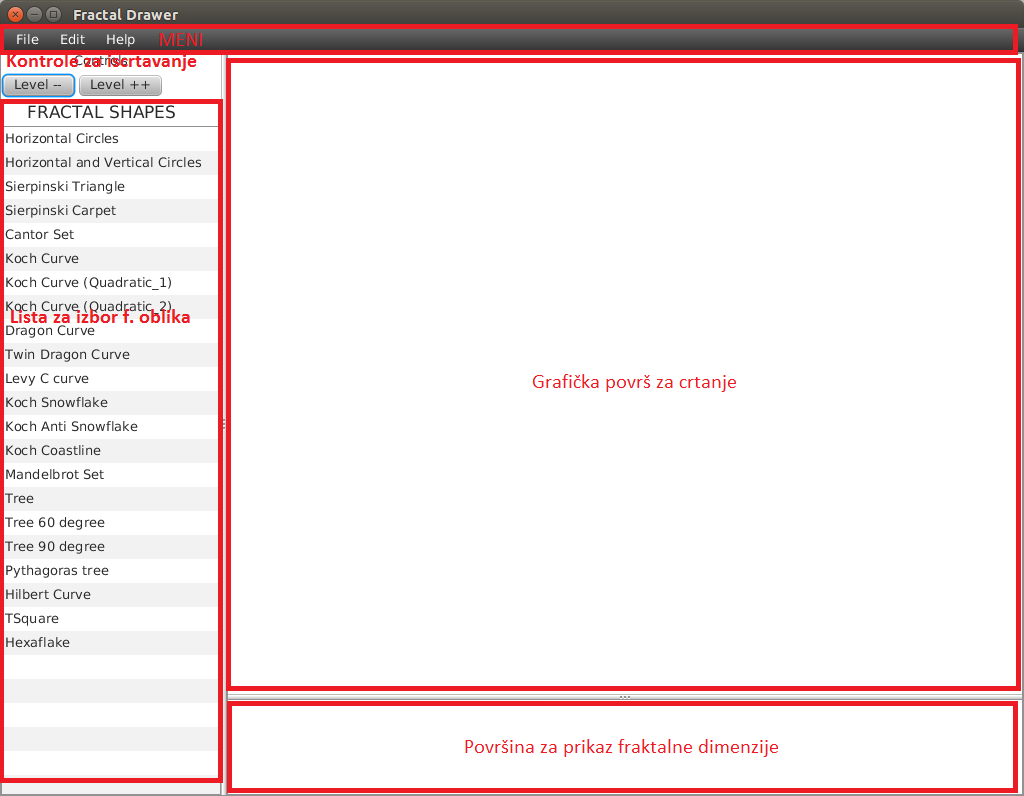 Fractal Drawer
File Edit Help MENI
Controls
Kontrole za iscrtavanje
Level -- Level ++
FRACTAL SHAPES
Horizontal Circles
Horizontal and Vertical Circles
Sierpinski Triangle
Sierpinski Carpet
Cantor Set
Koch Curve
Koch Curve (Quadratic_1)
Koch Curve (Quadratic_2)
Lista za izbor f. oblika
Dragon Curve
Twin Dragon Curve
Levy C curve
Koch Snowflake
Koch Anti Snowflake
Koch Coastline
Mandelbrot Set
Tree
Tree 60 degree
Tree 90 degree
Pythagoras tree
Hilbert Curve
TSquare
Hexaflake
Grafička površ za crtanje
Površina za prikaz fraktalne dimenzije